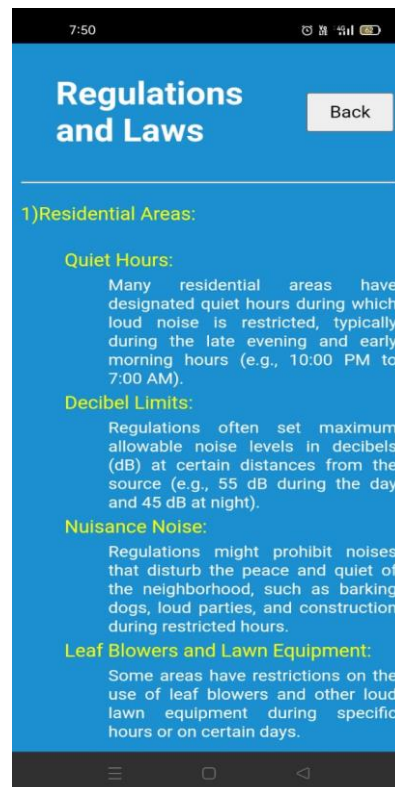 7:50
62
Regulations
and Laws
Back
1)Residential Areas:
Quiet Hours:
Many residential areas have
designated quiet hours during which
loud noise is restricted, typically
during the late evening and early
morning hours (e.g., 10:00 PM to
7:00 AM).
Decibel Limits:
Regulations often set maximum
allowable noise levels in decibels
(dB) at certain distances from the
source (e.g., 55 dB during the day
and 45 dB at night).
Nuisance Noise:
Regulations might prohibit noises
that disturb the peace and quiet of
the neighborhood, such as barking
dogs, loud parties, and construction
during restricted hours.
Leaf Blowers and Lawn Equipment:
Some areas have restrictions on the
use of leaf blowers and other loud
lawn equipment during specific
hours or on certain days.